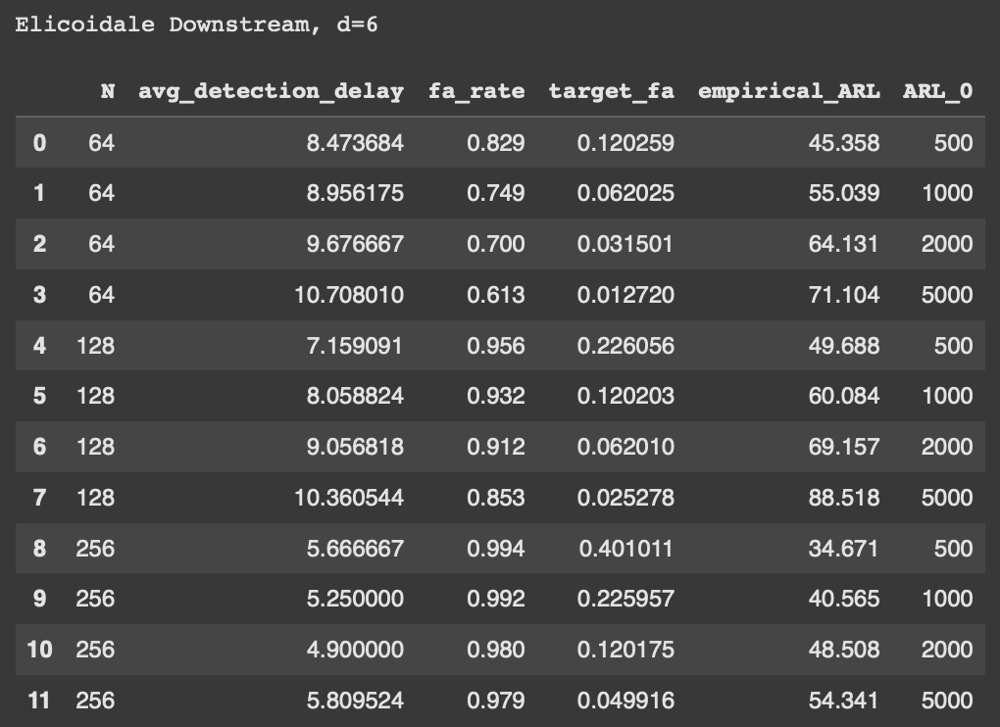 Elicoidale Downstream, d=6
N avg_detection_delay fa_rate target_fa empirical_ARL ARL_0
0 64 8.473684 0.829 0.120259 45.358 500
1 64 8.956175 0.749 0.062025 55.039 1000
2 64 9.676667 0.700 0.031501 64.131 2000
3 64 10.708010 0.613 0.012720 71.104 5000
4 128 7.159091 0.956 0.226056 49.688 500
5 128 8.058824 0.932 0.120203 60.084 1000
6 128 9.056818 0.912 0.062010 69.157 2000
7 128 10.360544 0.853 0.025278 88.518 5000
8 256 5.666667 0.994 0.401011 34.671 500
9 256 5.250000 0.992 0.225957 40.565 1000
10 256 4.900000 0.980 0.120175 48.508 2000
11 256 5.809524 0.979 0.049916 54.341 5000